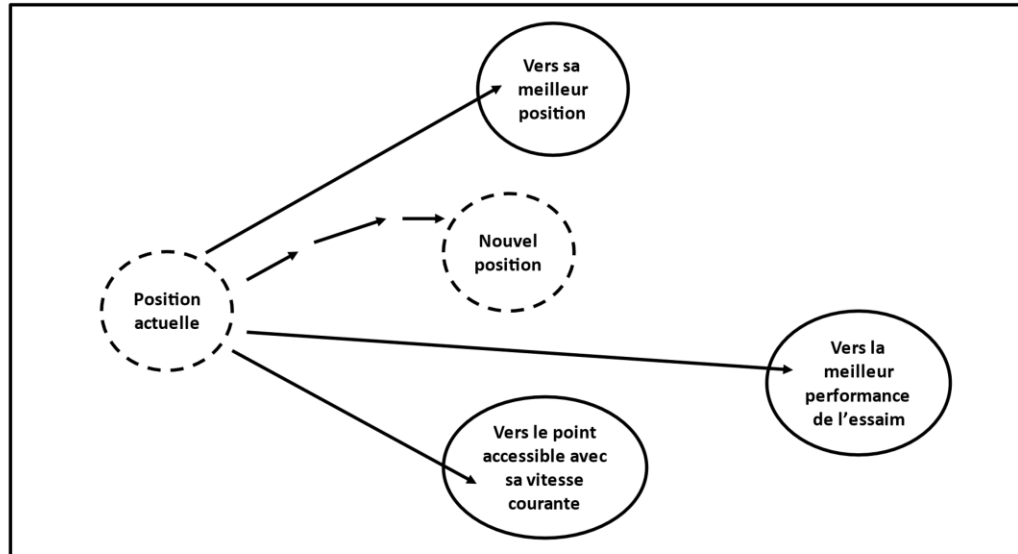 Vers sa
meilleur
position
Nouvel
position
Position
actuelle
Vers la
meilleur
performance
de l'essaim
Vers le point
accessible avec
sa vitesse
courante